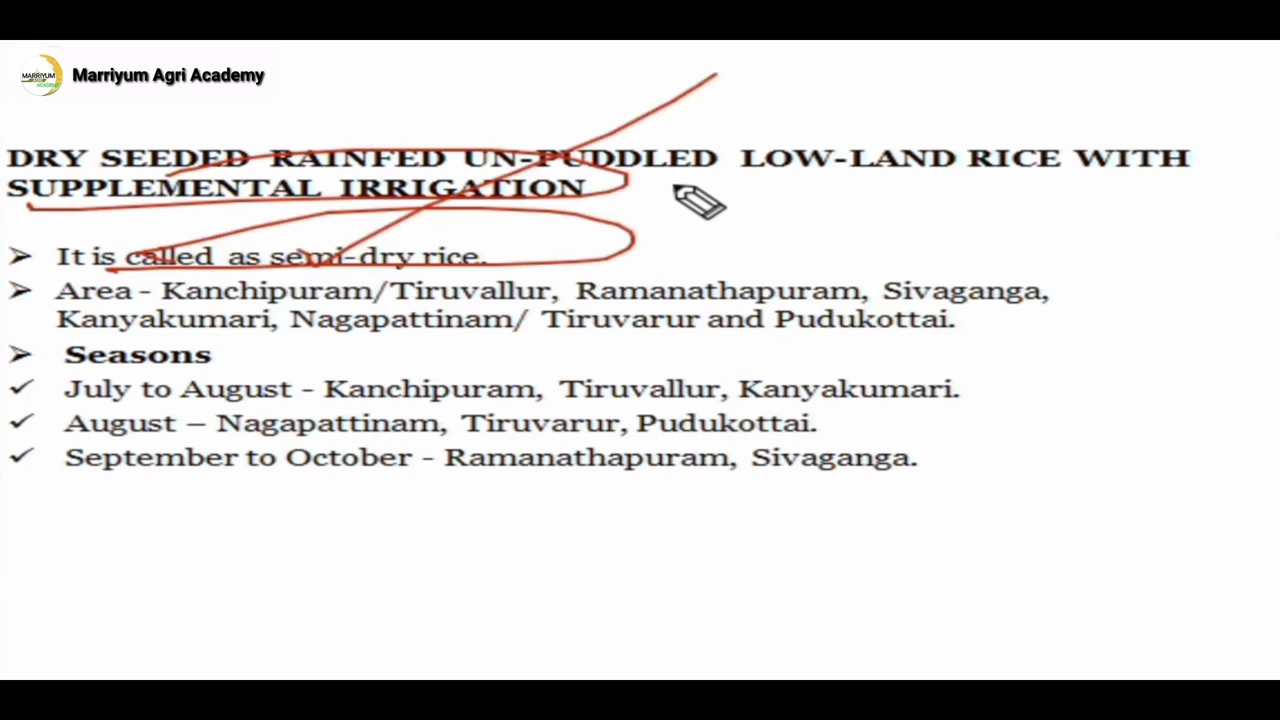 MARRIYUM
ACADEMY
Marriyum Agri Academy
DRY SEEDED RAINFED UN-PUDDLED LOW-LAND RICE WITH
SUPPLEMENTAL IRRIGATION
➢ It is called as semi-dry rice.
➢ Area - Kanchipuram/Tiruvallur, Ramanathapuram, Sivaganga,
Kanyakumari, Nagapattinam/ Tiruvarur and Pudukottai.
➢ Seasons
✓ July to August - Kanchipuram, Tiruvallur, Kanyakumari.
✓ August – Nagapattinam, Tiruvarur, Pudukottai.
✓ September to October - Ramanathapuram, Sivaganga.